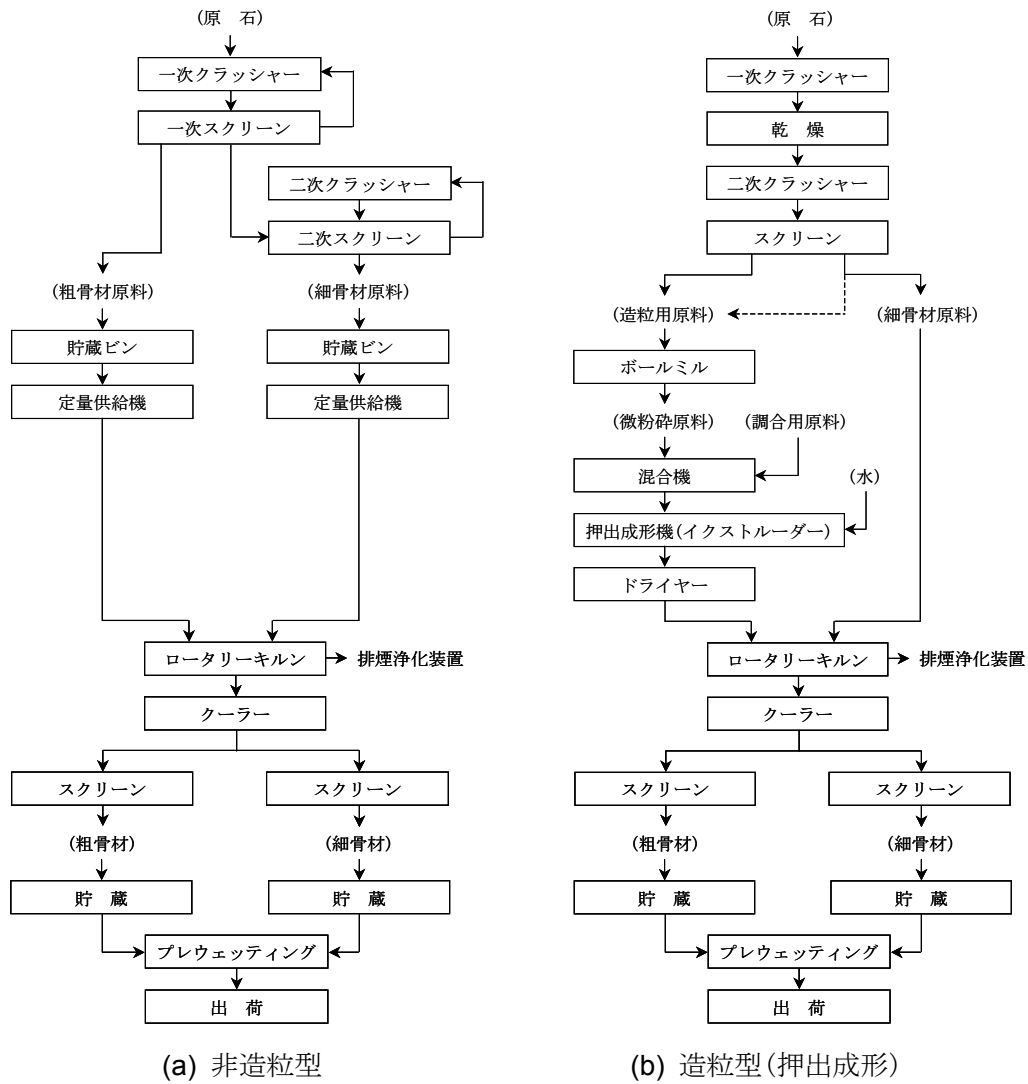 (原　石)
一次クラッシャー
一次スクリーン
二次クラッシャー
二次スクリーン
(粗骨材原料)
(細骨材原料)
貯蔵ビン
貯蔵ビン
定量供給機
定量供給機
ロータリーキルン
排煙浄化装置
クーラー
スクリーン
スクリーン
(粗骨材)
(細骨材)
貯　蔵
貯　蔵
プレウェッティング
出　荷
(a) 非造粒型
(原　石)
一次クラッシャー
乾　燥
二次クラッシャー
スクリーン
(造粒用原料)
(細骨材原料)
ボールミル
(微粉砕原料)
(調合用原料)
混合機
(水)
押出成形機(イクストルーダー)
ドライヤー
ロータリーキルン
排煙浄化装置
クーラー
スクリーン
スクリーン
(粗骨材)
(細骨材)
貯　蔵
貯　蔵
プレウェッティング
出　荷
(b) 造粒型(押出成形)